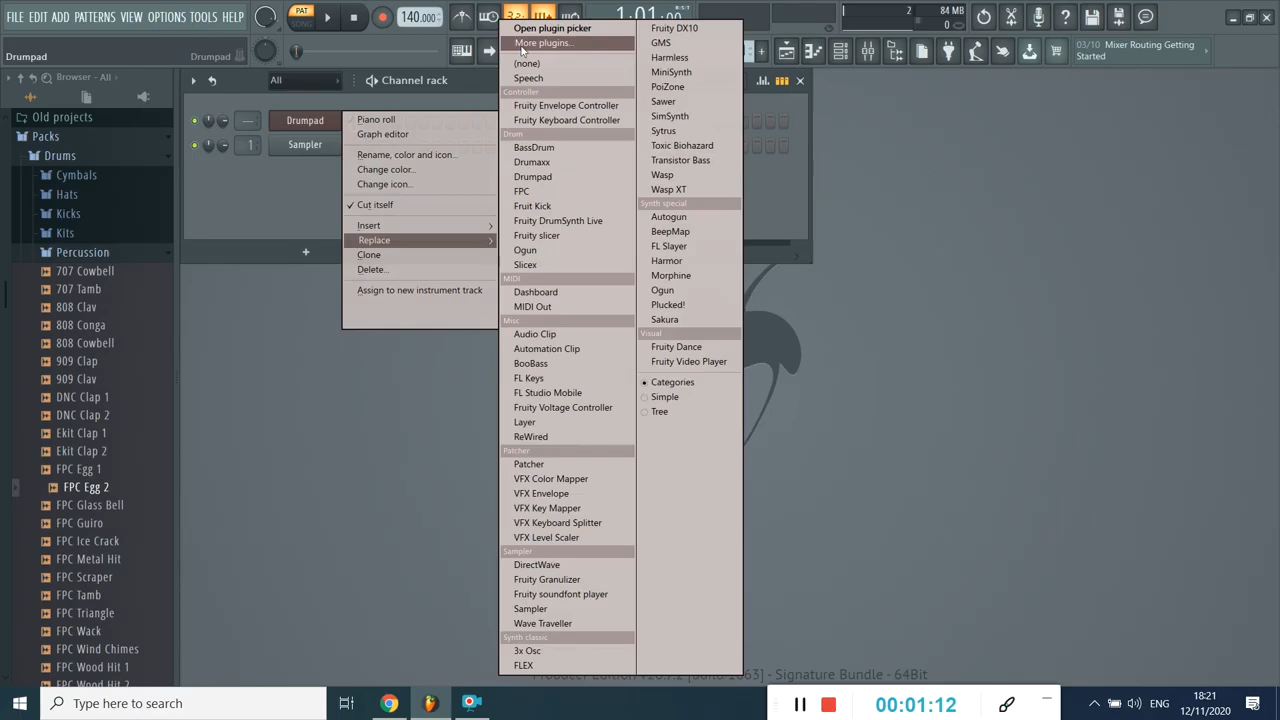 FILE EDIT ADD PATTERNS VIEW OPTIONS TOOLS HELP
PAT
SONG
140.000
1:01:00
2
84 MB
0
Drumpad
03/10 Mixer Routing Getting
Started
Browser - All
All
Channel rack
Old projects
Packs
Drums
Cymbals
Hats
Kicks
Kits
Percussion
707 Cowbell
707 Tamb
808 Clav
808 Conga
808 Cowbell
909 Clap
909 Clav
DNC Clap 1
DNC Clap 2
Ekit Clap 1
Ekit Clap 2
FPC Egg 1
FPC Egg 2
FPC Glass Bell
FPC Guiro
FPC Ice Crack
FPC Metal Hit
FPC Scraper
FPC Tamb
FPC Triangle
FPC Wack
FPC Windchimes
FPC Wood Hit 1
---
Drumpad
1
Sampler
+
Piano roll
Graph editor
Rename, color and icon...
Change color...
Change icon...
Cut itself
Insert
Replace
Clone
Delete...
Assign to new instrument track
Open plugin picker
More plugins...
(none)
Speech
Controller
Fruity Envelope Controller
Fruity Keyboard Controller
Drum
BassDrum
Drumaxx
Drumpad
FPC
Fruit Kick
Fruity DrumSynth Live
Fruity slicer
Ogun
Slicex
MIDI
Dashboard
MIDI Out
Misc
Audio Clip
Automation Clip
BooBass
FL Keys
FL Studio Mobile
Fruity Voltage Controller
Layer
ReWired
Patcher
Patcher
VFX Color Mapper
VFX Envelope
VFX Key Mapper
VFX Keyboard Splitter
VFX Level Scaler
Sampler
DirectWave
Fruity Granulizer
Fruity soundfont player
Sampler
Wave Traveller
Synth classic
3x Osc
FLEX
Fruity DX10
GMS
Harmless
MiniSynth
PoiZone
Sawer
SimSynth
Sytrus
Toxic Biohazard
Transistor Bass
Wasp
Wasp XT
Synth special
Autogun
BeepMap
FL Slayer
Harmor
Morphine
Ogun
Plucked!
Sakura
Visual
Fruity Dance
Fruity Video Player
Categories
Simple
Tree
- Signature Bundle - 64Bit
Type here to search
00:01:12
ENG
18:21
12/11/2020